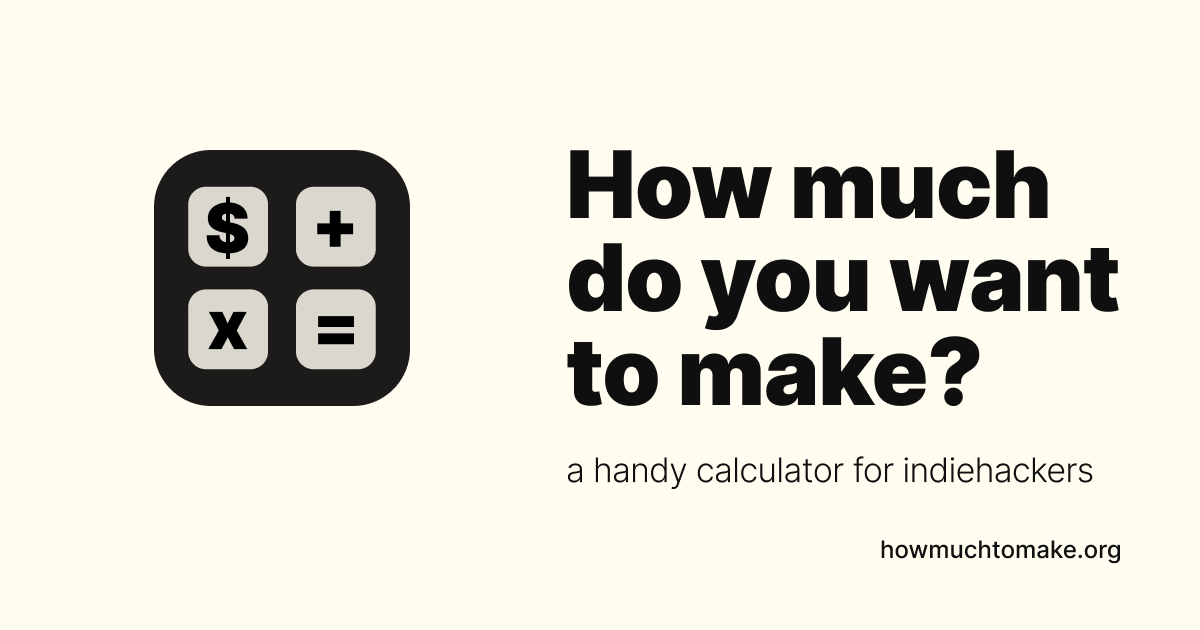 $ +
x =
How much
do you want
to make?
a handy calculator for indiehackers
howmuchtomake.org